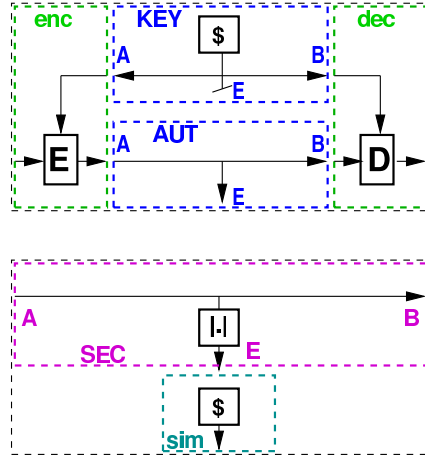 enc KEY $ dec
A B
E
AUT
A B
E D
E
A B
|.|
SEC E
$
sim